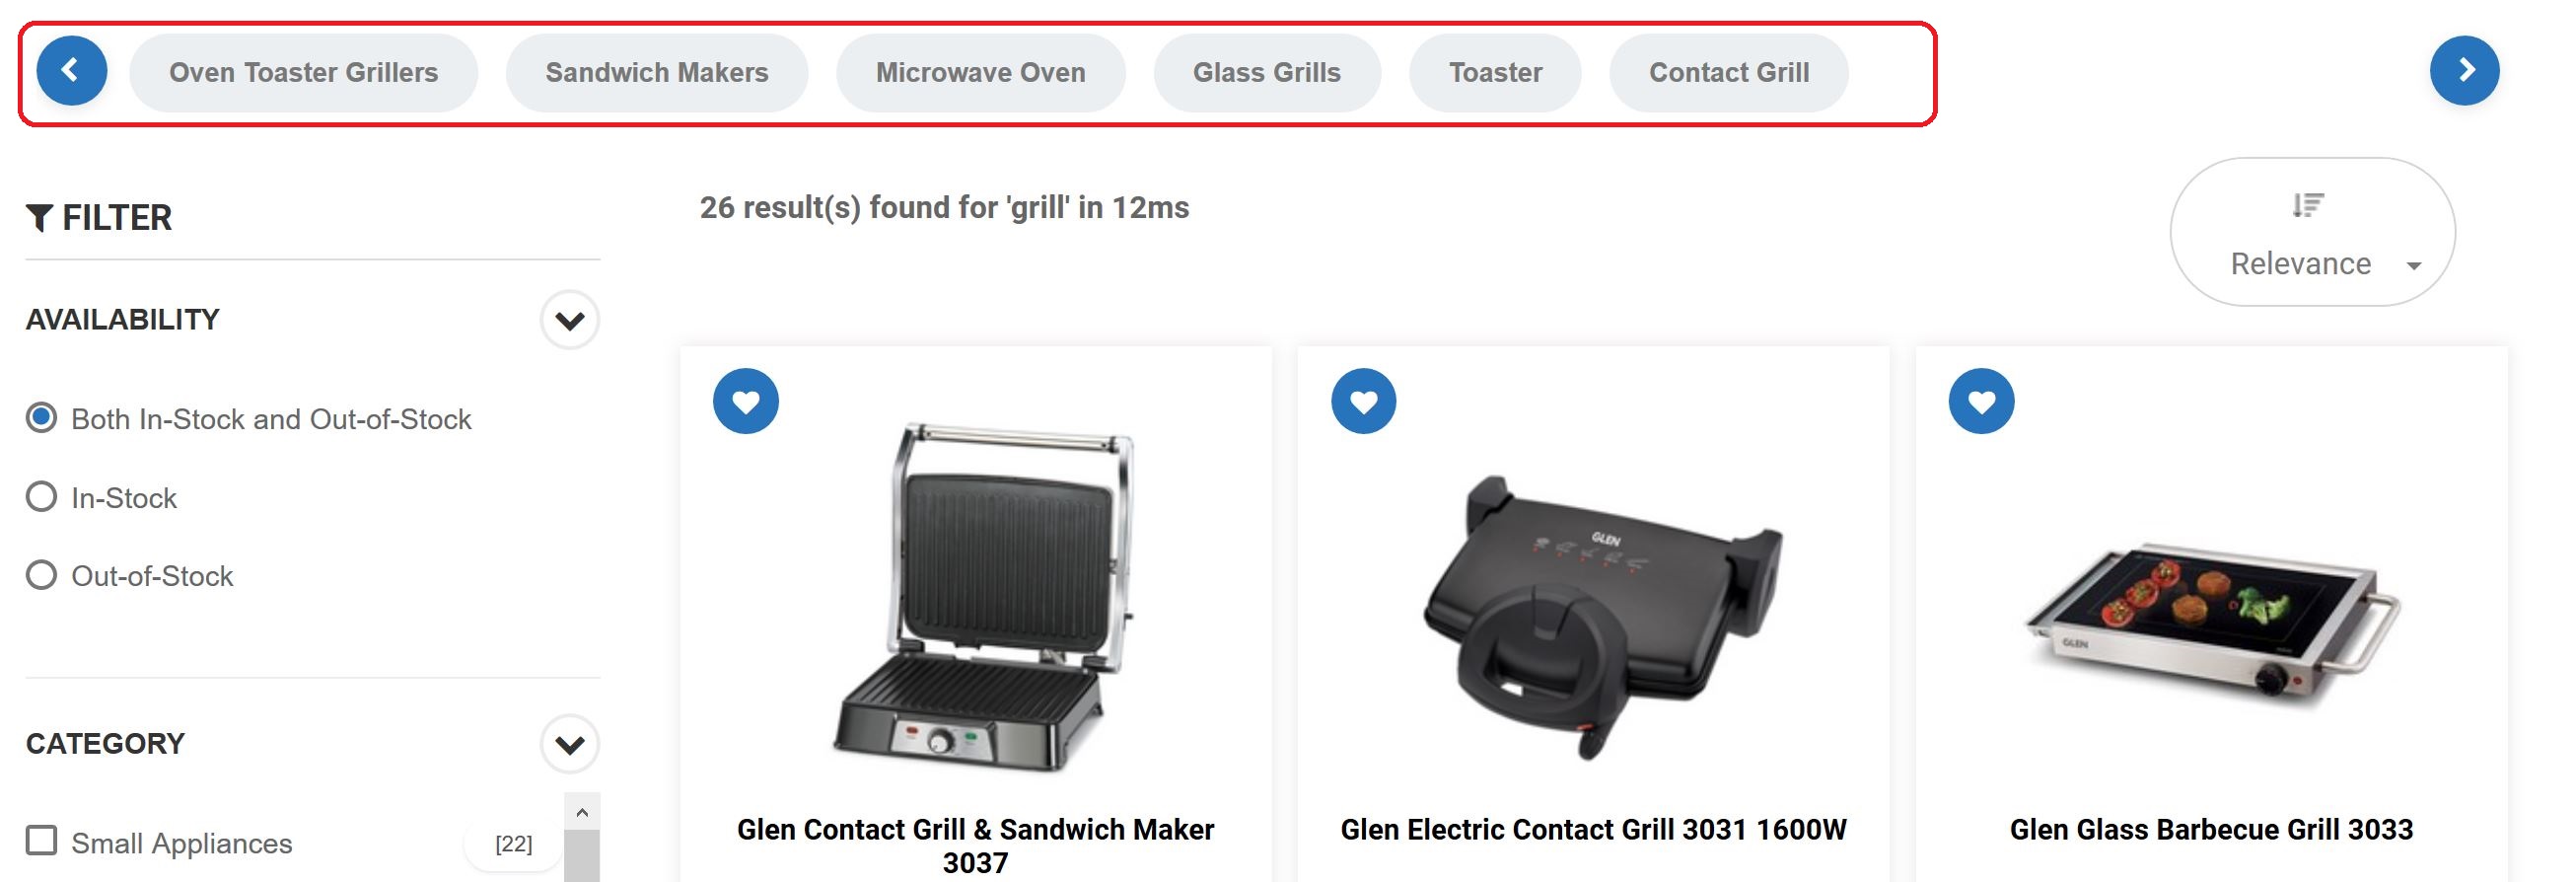 Oven Toaster Grillers Sandwich Makers Microwave Oven Glass Grills Toaster Contact Grill
FILTER
26 result(s) found for 'grill' in 12ms
Relevance
AVAILABILITY
Both In-Stock and Out-of-Stock
In-Stock
Out-of-Stock
CATEGORY
Small Appliances [22]
GLEN
GLEN
Glen Contact Grill & Sandwich Maker
3037
Glen Electric Contact Grill 3031 1600W
Glen Glass Barbecue Grill 3033